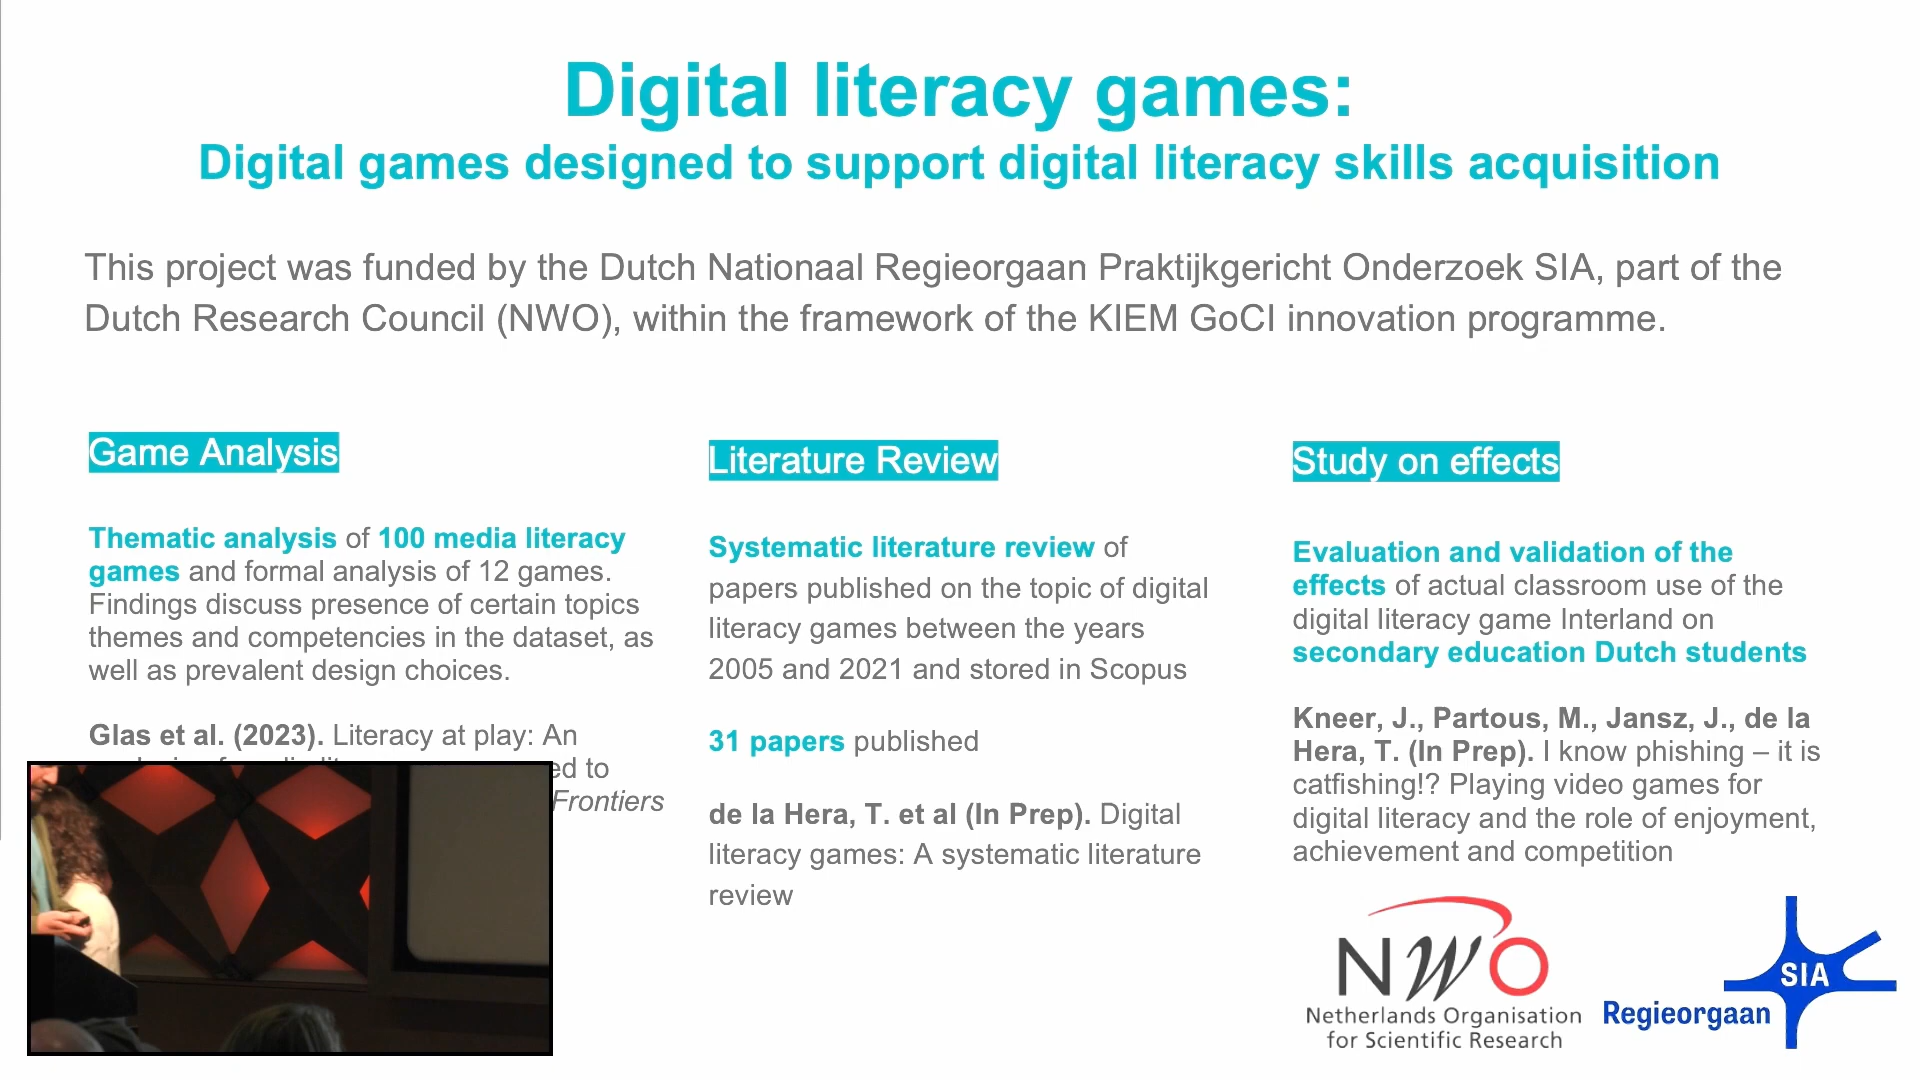 Digital literacy games:
Digital games designed to support digital literacy skills acquisition
This project was funded by the Dutch Nationaal Regieorgaan Praktijkgericht Onderzoek SIA, part of the
Dutch Research Council (NWO), within the framework of the KIEM GoCI innovation programme.
Game Analysis
Thematic analysis of 100 media literacy
games and formal analysis of 12 games.
Findings discuss presence of certain topics
themes and competencies in the dataset, as
well as prevalent design choices.
Glas et al. (2023). Literacy at play: An
to
Frontiers
Literature Review
Systematic literature review of
papers published on the topic of digital
literacy games between the years
2005 and 2021 and stored in Scopus
31 papers published
de la Hera, T. et al (In Prep). Digital
literacy games: A systematic literature
review
Study on effects
Evaluation and validation of the
effects of actual classroom use of the
digital literacy game Interland on
secondary education Dutch students
Kneer, J., Partous, M., Jansz, J., de la
Hera, T. (In Prep). I know phishing – it is
catfishing!? Playing video games for
digital literacy and the role of enjoyment,
achievement and competition
NWO
Netherlands Organisation
for Scientific Research
SIA
Regieorgaan